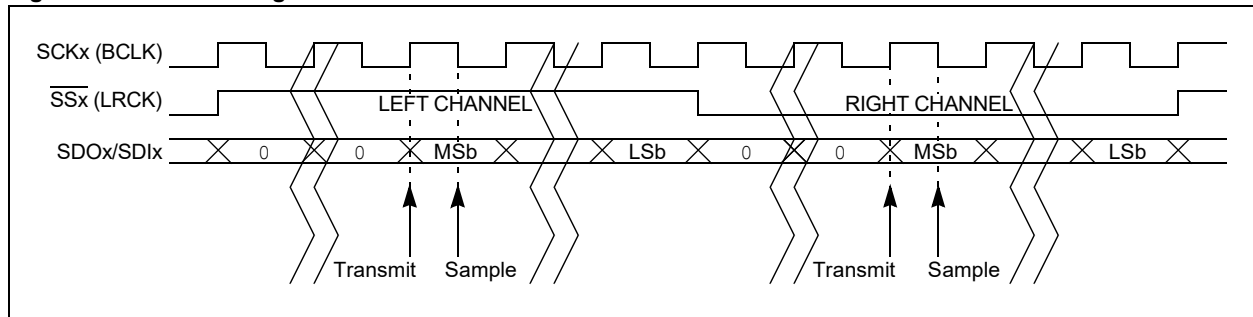 SCKx (BCLK)
SSx (LRCK)
LEFT CHANNEL
RIGHT CHANNEL
SDOx/SDIx
0
0
MSb
LSb
0
0
MSb
LSb
Transmit
Sample
Transmit
Sample